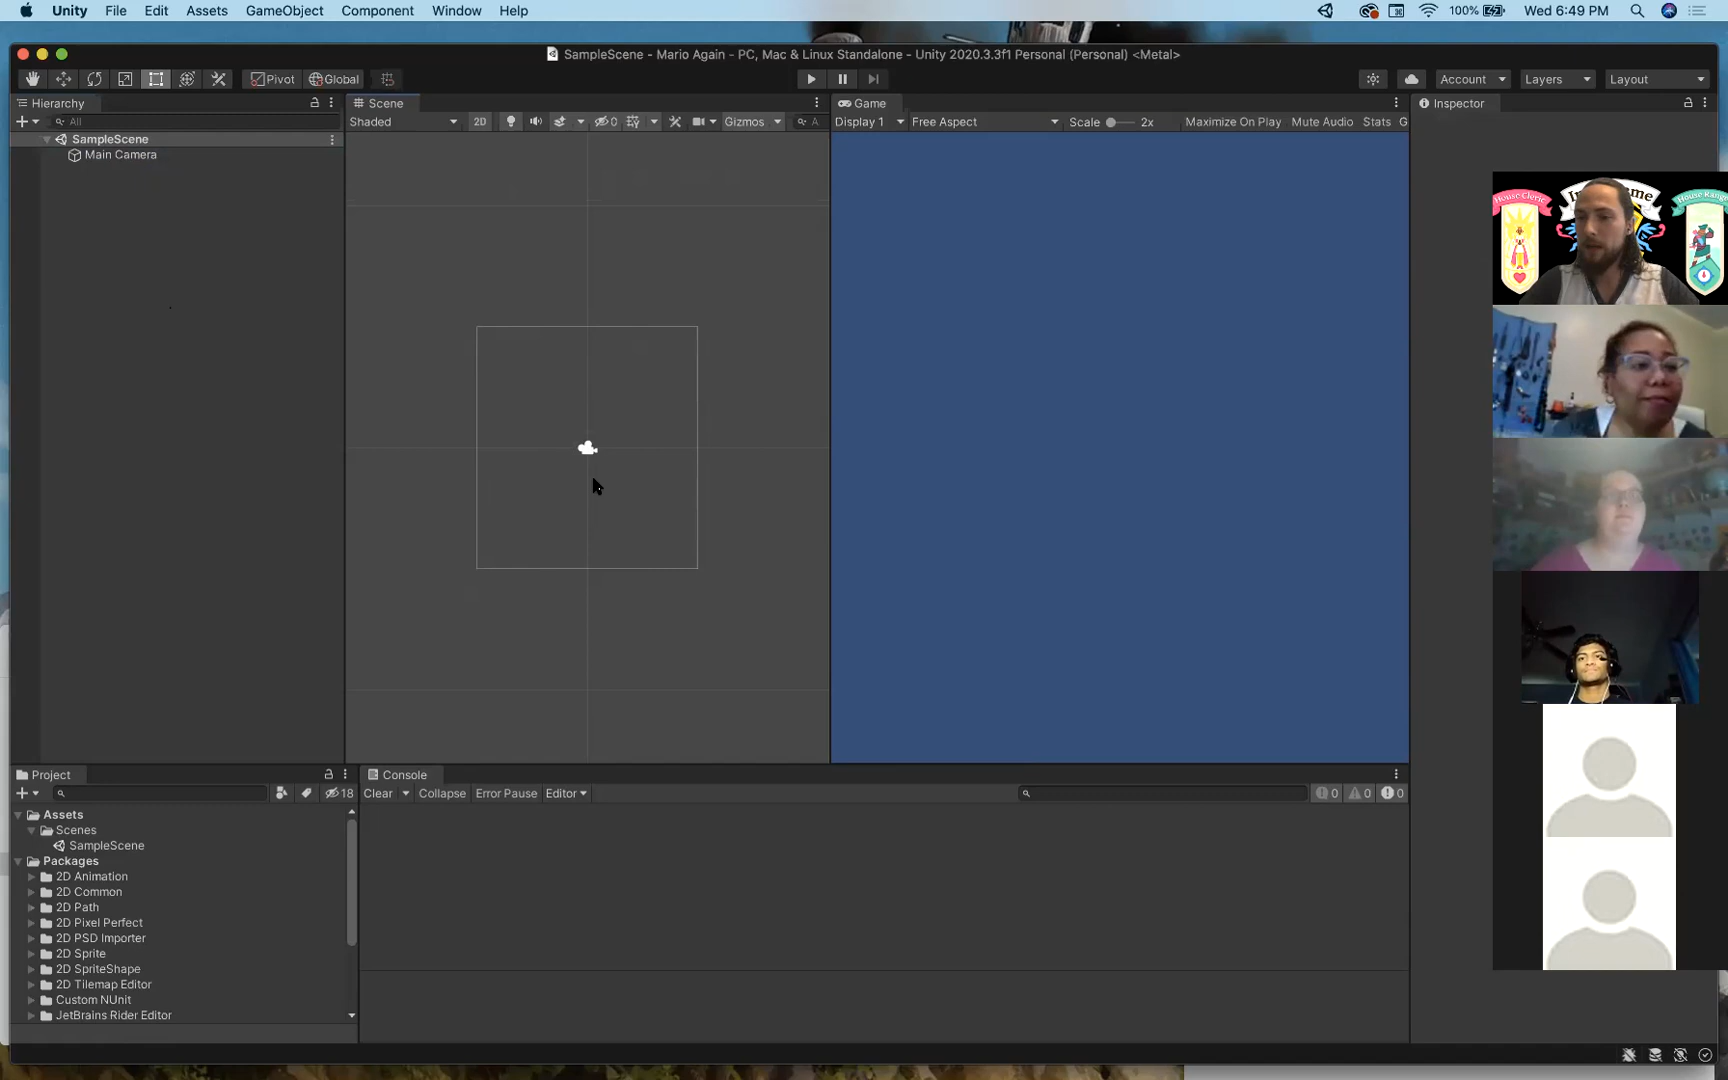 Unity File Edit Assets GameObject Component Window Help 100% Wed 6:49 PM
SampleScene - Mario Again - PC, Mac & Linux Standalone - Unity 2020.3.3f1 Personal (Personal) <Metal>
Pivot Global Account Layers Layout
Hierarchy Scene Game Inspector
All Shaded 2D 0 Gizmos A Display 1 Free Aspect Scale 2x Maximize On Play Mute Audio Stats G
SampleScene
Main Camera
House Cleric
House Range
Project Console
18 Clear Collapse Error Pause Editor 0 0 0
Assets
Scenes
SampleScene
Packages
2D Animation
2D Common
2D Path
2D Pixel Perfect
2D PSD Importer
2D Sprite
2D SpriteShape
2D Tilemap Editor
Custom NUnit
JetBrains Rider Editor